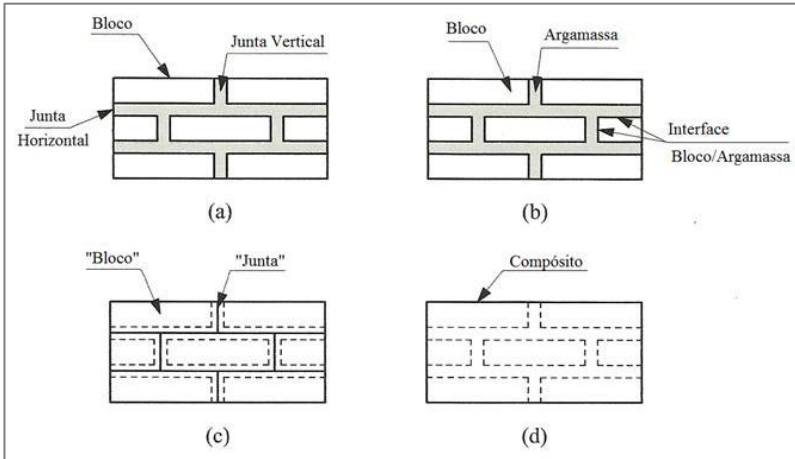 Bloco
Junta Vertical
Junta
Horizontal
(a)
Bloco
Argamassa
Interface
Bloco/Argamassa
(b)
"Bloco"
"Junta"
(c)
Compósito
(d)